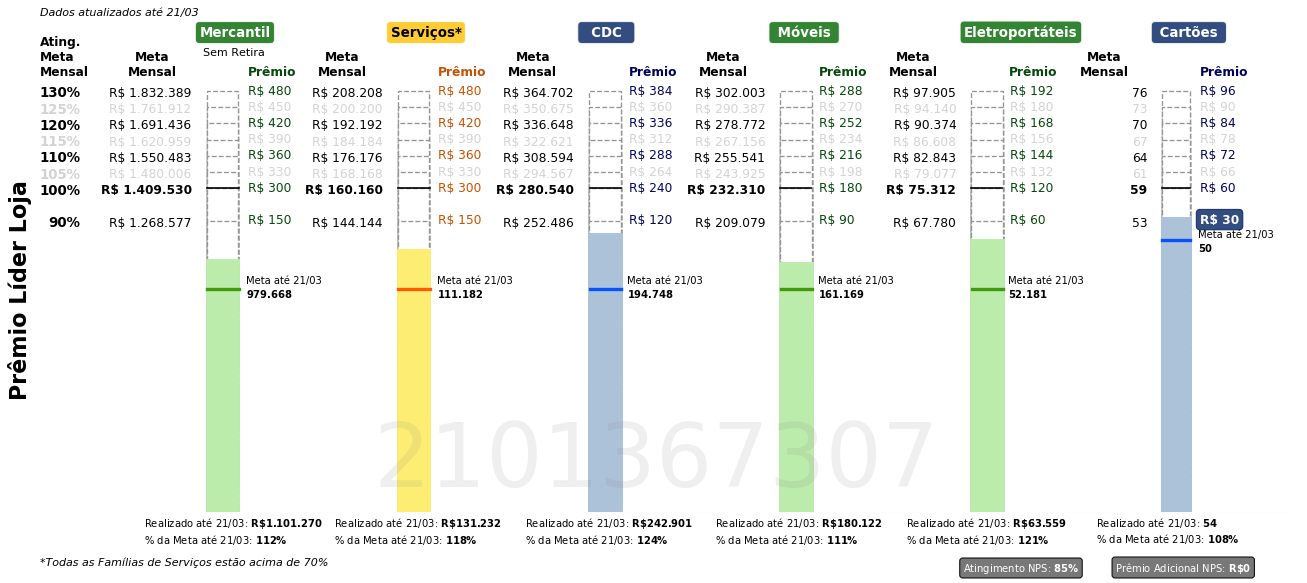 Dados atualizados até 21/03
Mercantil Serviços* CDC Móveis Eletroportáteis Cartões
Sem Retira
Ating. Meta Mensal
Meta Mensal Prêmio Meta Mensal Prêmio Meta Mensal Prêmio Meta Mensal Prêmio Meta Mensal Prêmio Meta Mensal Prêmio
130% R$ 1.832.389 R$ 480 R$ 208.208 R$ 480 R$ 364.702 R$ 384 R$ 302.003 R$ 288 R$ 97.905 R$ 192 76 R$ 96
125% R$ 1.761.912 R$ 450 R$ 200.200 R$ 450 R$ 350.675 R$ 360 R$ 290.387 R$ 270 R$ 94.140 R$ 180 73 R$ 90
120% R$ 1.691.436 R$ 420 R$ 192.192 R$ 420 R$ 336.648 R$ 336 R$ 278.772 R$ 252 R$ 90.374 R$ 168 70 R$ 84
115% R$ 1.620.959 R$ 390 R$ 184.184 R$ 390 R$ 322.621 R$ 312 R$ 267.156 R$ 234 R$ 86.608 R$ 156 67 R$ 78
110% R$ 1.550.483 R$ 360 R$ 176.176 R$ 360 R$ 308.594 R$ 288 R$ 255.541 R$ 216 R$ 82.843 R$ 144 64 R$ 72
105% R$ 1.480.006 R$ 330 R$ 168.168 R$ 330 R$ 294.567 R$ 264 R$ 243.925 R$ 198 R$ 79.077 R$ 132 61 R$ 66
100% R$ 1.409.530 R$ 300 R$ 160.160 R$ 300 R$ 280.540 R$ 240 R$ 232.310 R$ 180 R$ 75.312 R$ 120 59 R$ 60
90% R$ 1.268.577 R$ 150 R$ 144.144 R$ 150 R$ 252.486 R$ 120 R$ 209.079 R$ 90 R$ 67.780 R$ 60 53 R$ 30
Meta até 21/03
50
Meta até 21/03 Meta até 21/03 Meta até 21/03 Meta até 21/03 Meta até 21/03
979.668 111.182 194.748 161.169 52.181
Prêmio Líder Loja
2101367307
Realizado até 21/03: R$1.101.270 Realizado até 21/03: R$131.232 Realizado até 21/03: R$242.901 Realizado até 21/03: R$180.122 Realizado até 21/03: R$63.559 Realizado até 21/03: 54
% da Meta até 21/03: 112% % da Meta até 21/03: 118% % da Meta até 21/03: 124% % da Meta até 21/03: 111% % da Meta até 21/03: 121% % da Meta até 21/03: 108%
*Todas as Famílias de Serviços estão acima de 70%
Atingimento NPS: 85% Prêmio Adicional NPS: R$0